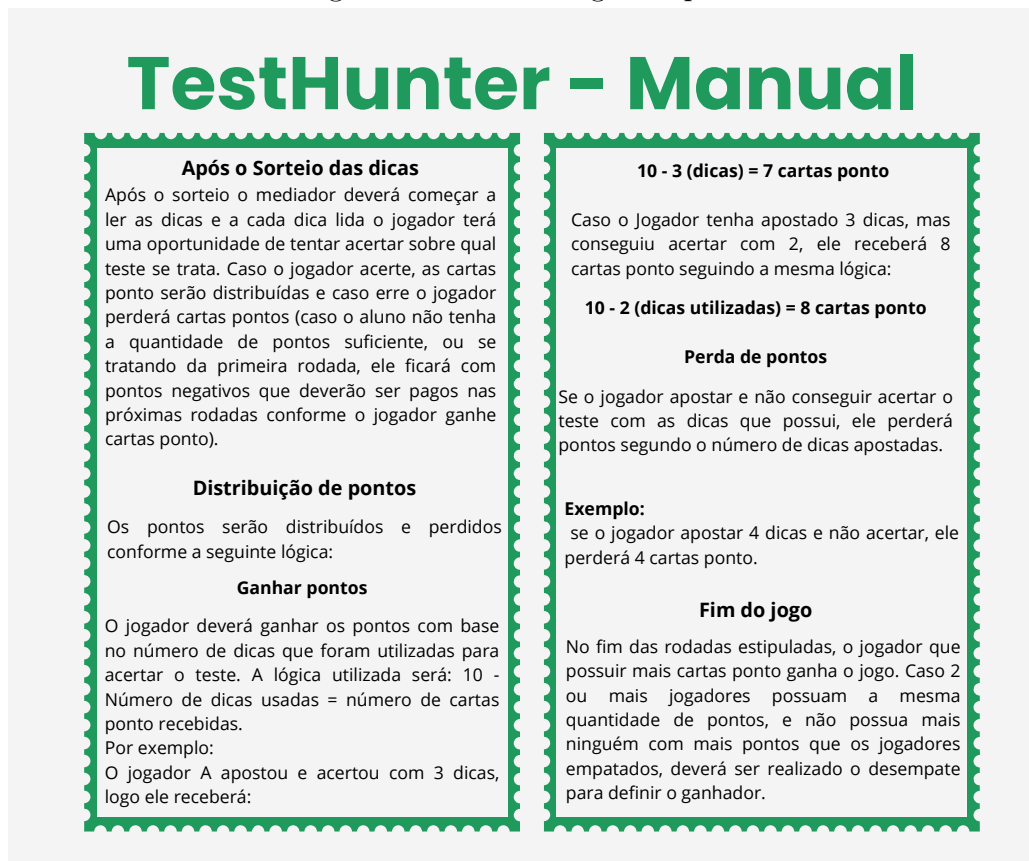 TestHunter - Manual
Após o Sorteio das dicas
Após o sorteio o mediador deverá começar a
ler as dicas e a cada dica lida o jogador terá
uma oportunidade de tentar acertar sobre qual
teste se trata. Caso o jogador acerte, as cartas
ponto serão distribuídas e caso erre o jogador
perderá cartas pontos (caso o aluno não tenha
a quantidade de pontos suficiente, ou se
tratando da primeira rodada, ele ficará com
pontos negativos que deverão ser pagos nas
próximas rodadas conforme o jogador ganhe
cartas ponto).
Distribuição de pontos
Os pontos serão distribuídos e perdidos
conforme a seguinte lógica:
Ganhar pontos
O jogador deverá ganhar os pontos com base
no número de dicas que foram utilizadas para
acertar o teste. A lógica utilizada será: 10 -
Número de dicas usadas = número de cartas
ponto recebidas.
Por exemplo:
O jogador A apostou e acertou com 3 dicas,
logo ele receberá:
10 - 3 (dicas) = 7 cartas ponto
Caso o Jogador tenha apostado 3 dicas, mas
conseguiu acertar com 2, ele receberá 8
cartas ponto seguindo a mesma lógica:
10 - 2 (dicas utilizadas) = 8 cartas ponto
Perda de pontos
Se o jogador apostar e não conseguir acertar o
teste com as dicas que possui, ele perderá
pontos segundo o número de dicas apostadas.
Exemplo:
se o jogador apostar 4 dicas e não acertar, ele
perderá 4 cartas ponto.
Fim do jogo
No fim das rodadas estipuladas, o jogador que
possuir mais cartas ponto ganha o jogo. Caso 2
ou mais jogadores possuam a mesma
quantidade de pontos, e não possua mais
ninguém com mais pontos que os jogadores
empatados, deverá ser realizado o desempate
para definir o ganhador.